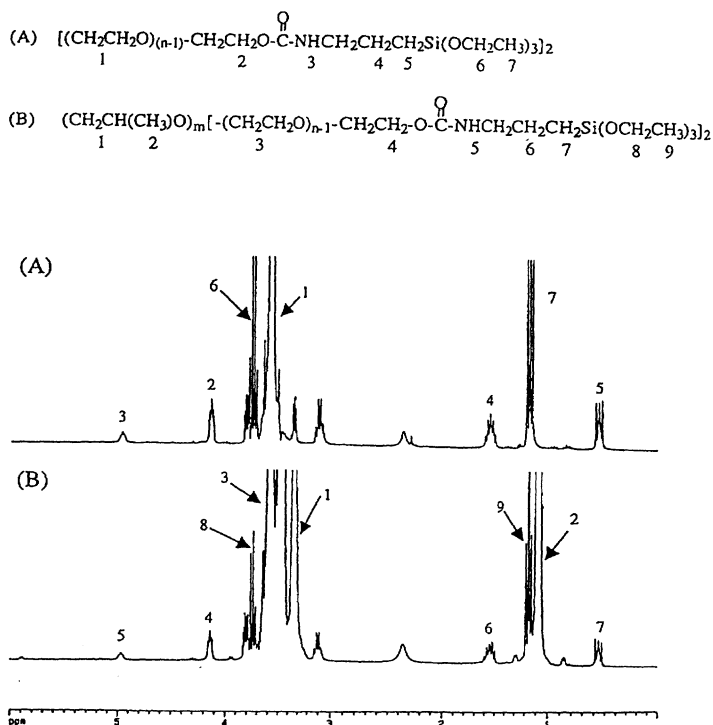 O
(A) [(CH2CH2O)(n-1)-CH2CH2O-C-NHCH2CH2CH2Si(OCH2CH3)3]2
1 2 3 4 5 6 7
O
(B) (CH2CH(CH3)O)m[-(CH2CH2O)n-1-CH2CH2-O-C-NHCH2CH2CH2Si(OCH2CH3)3]2
1 2 3 4 5 6 7 8 9
(A)
6 1 7
3 2 4 5
(B)
3 1 9 2
8
5 4 6 7
ppm 5 4 3 2 1 0